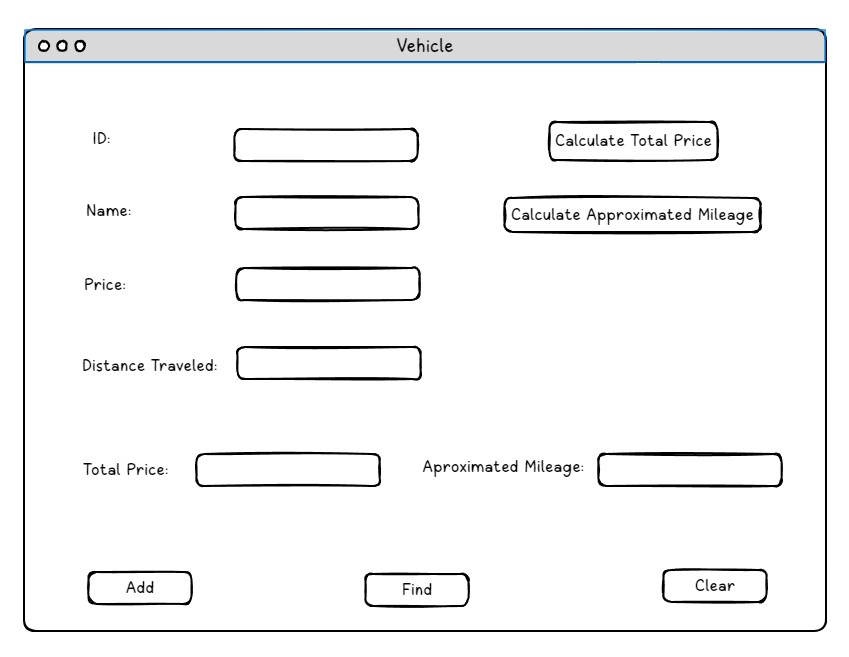 Vehicle
ID:
Calculate Total Price
Name:
Calculate Approximated Mileage
Price:
Distance Traveled:
Total Price:
Aproximated Mileage:
Add
Find
Clear